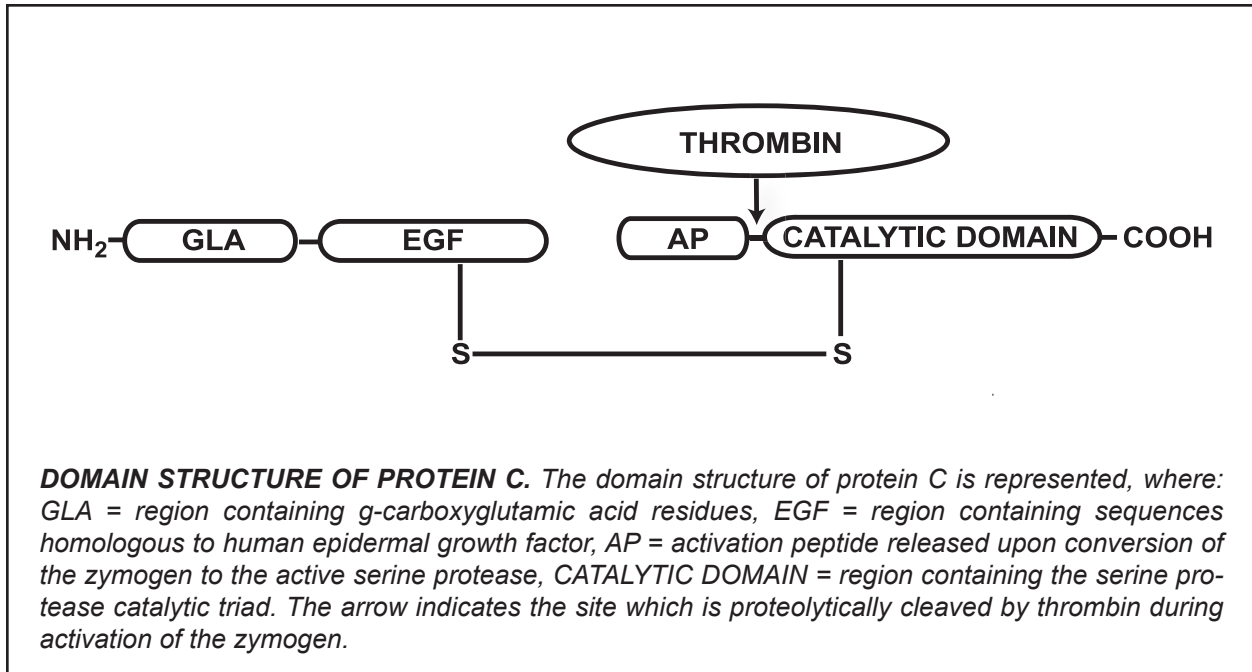 THROMBIN
NH₂ GLA EGF AP CATALYTIC DOMAIN COOH
S S
DOMAIN STRUCTURE OF PROTEIN C. The domain structure of protein C is represented, where:
GLA = region containing g-carboxyglutamic acid residues, EGF = region containing sequences
homologous to human epidermal growth factor, AP = activation peptide released upon conversion of
the zymogen to the active serine protease, CATALYTIC DOMAIN = region containing the serine pro-
tease catalytic triad. The arrow indicates the site which is proteolytically cleaved by thrombin during
activation of the zymogen.